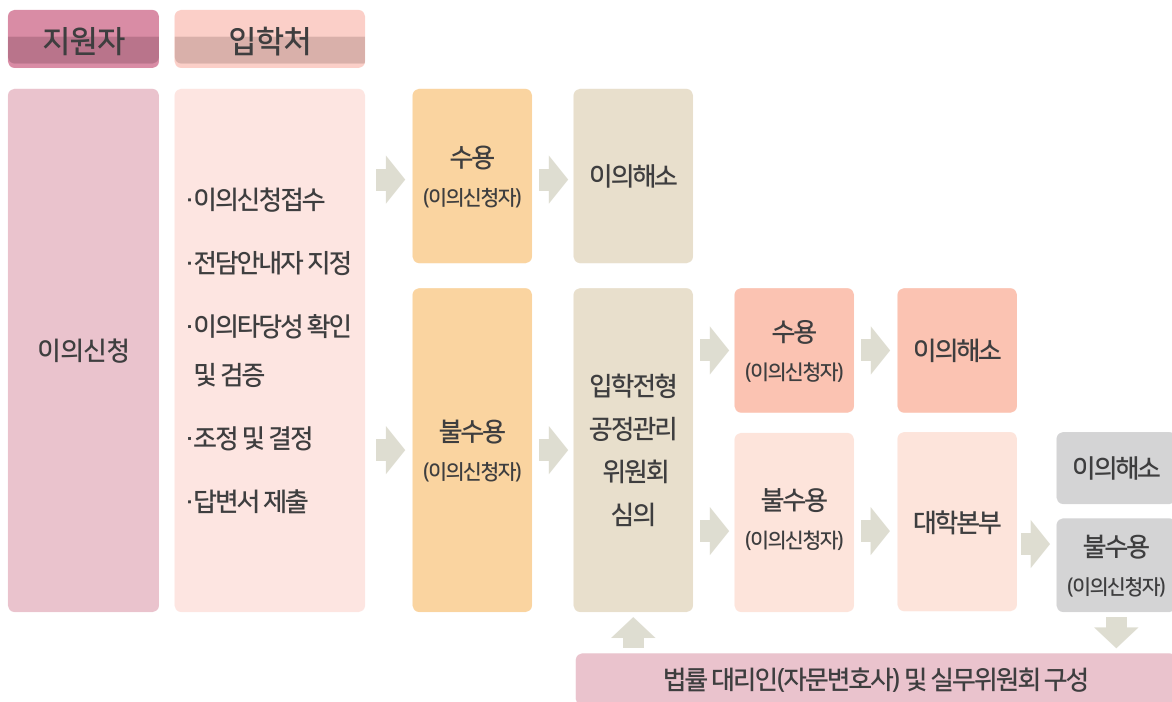 지원자
입학처
이의신청
·이의신청접수
·전담안내자 지정
·이의타당성 확인
및 검증
·조정 및 결정
·답변서 제출
수용
(이의신청자)
이의해소
불수용
(이의신청자)
입학전형
공정관리
위원회
심의
수용
(이의신청자)
이의해소
불수용
(이의신청자)
대학본부
이의해소
불수용
(이의신청자)
법률 대리인(자문변호사) 및 실무위원회 구성